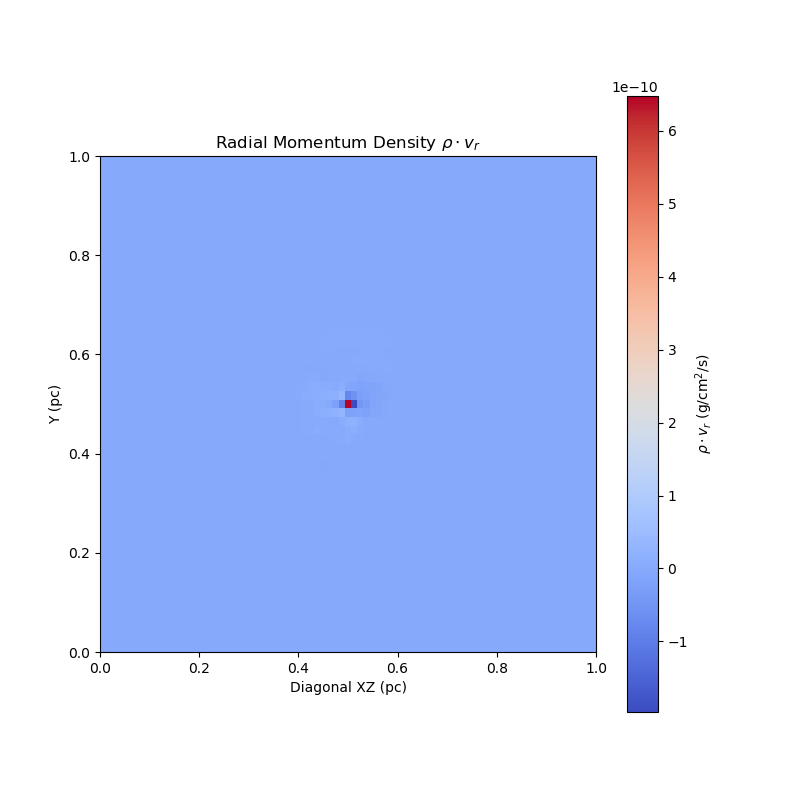 1e−10
Radial Momentum Density ρ · v_r
1.0
0.8
0.6
0.4
0.2
0.0
Y (pc)
0.0 0.2 0.4 0.6 0.8 1.0
Diagonal XZ (pc)
6
5
4
3
2
1
0
−1
ρ · v_r (g/cm²/s)